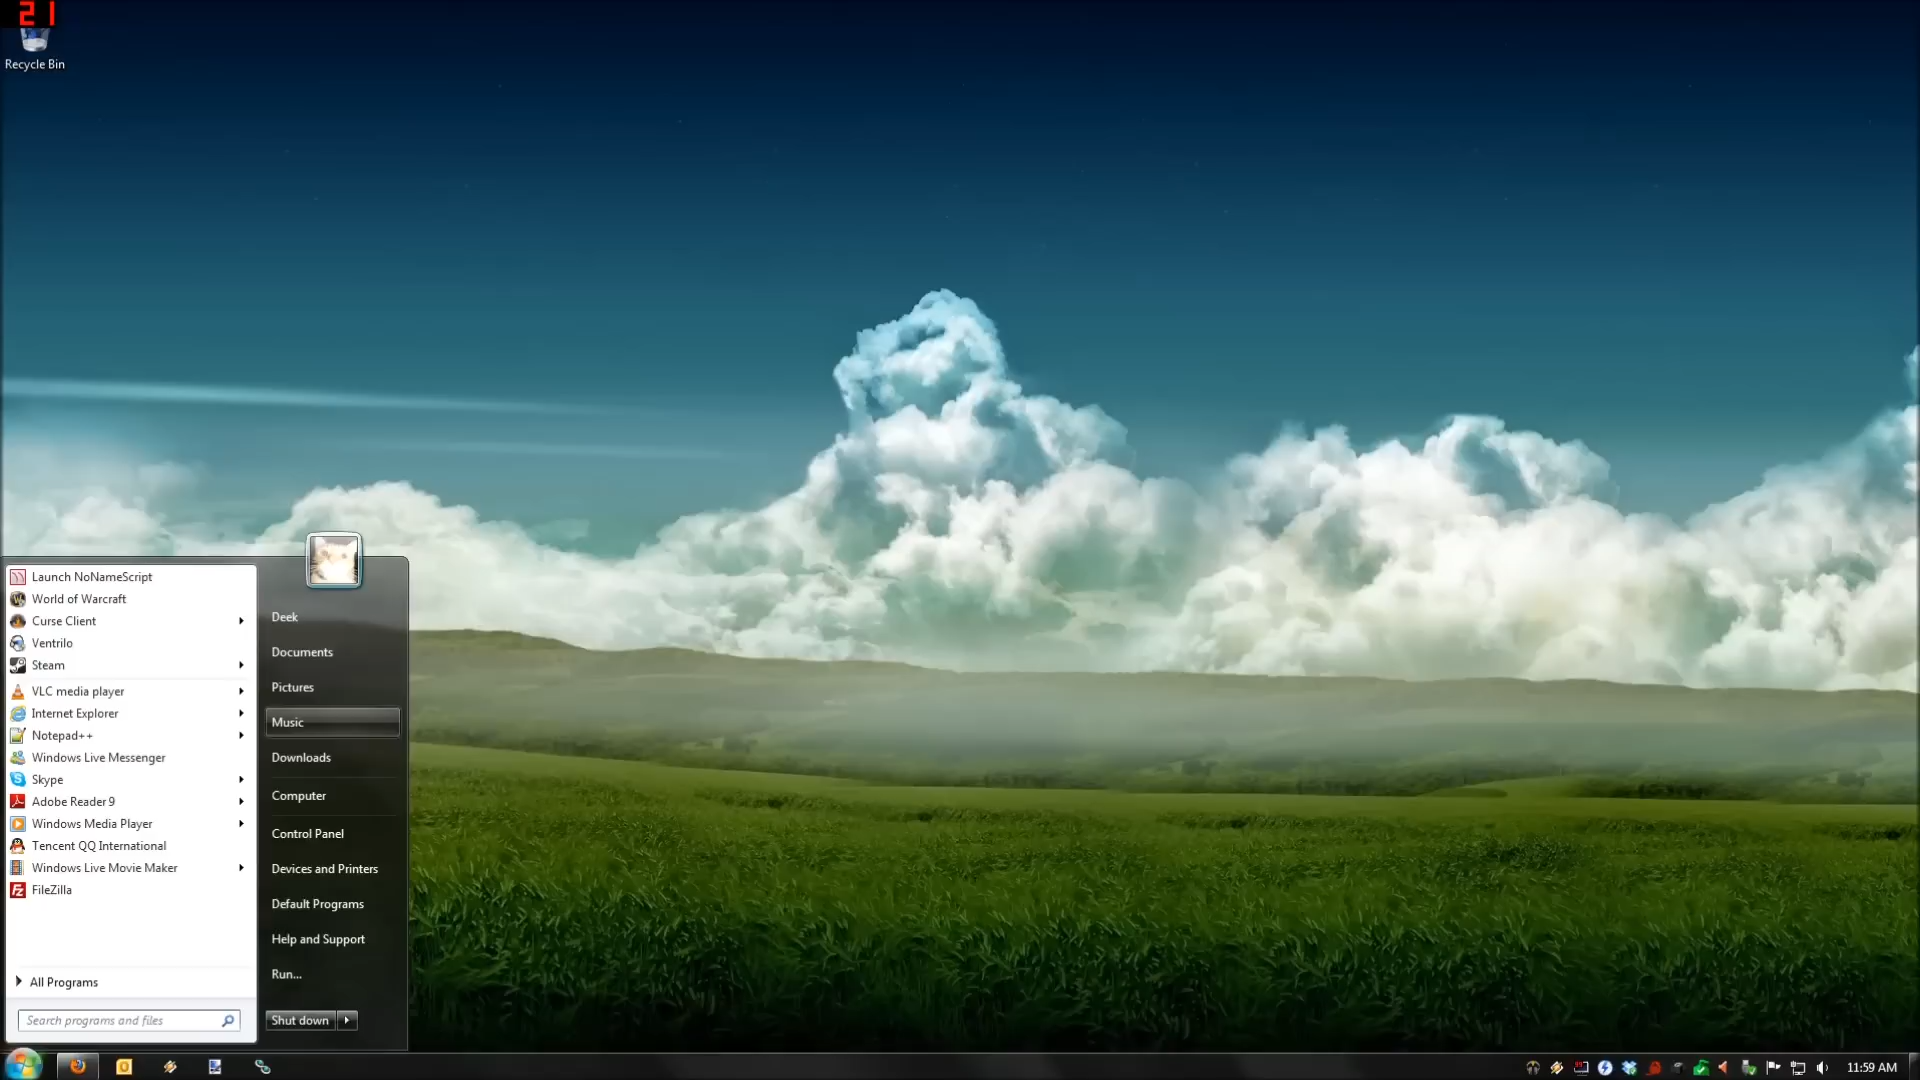 21
Recycle Bin
Launch NoNameScript
World of Warcraft
Curse Client
Ventrilo
Steam
VLC media player
Internet Explorer
Notepad++
Windows Live Messenger
Skype
Adobe Reader 9
Windows Media Player
Tencent QQ International
Windows Live Movie Maker
FileZilla
All Programs
Search programs and files
Deek
Documents
Pictures
Music
Downloads
Computer
Control Panel
Devices and Printers
Default Programs
Help and Support
Run...
Shut down
11:59 AM